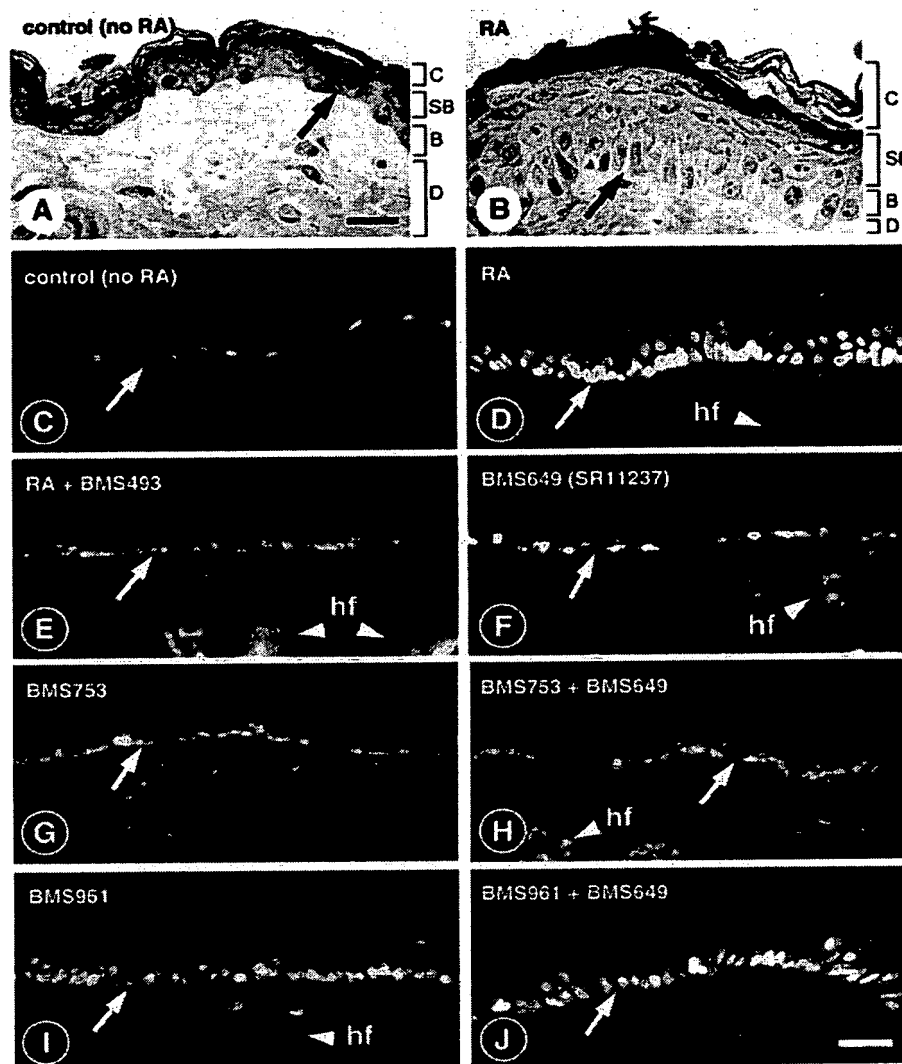 control (no RA)
C
SB
B
D
A
RA
C
SB
B
D
B
control (no RA)
C
RA
hf
D
RA + BMS493
hf
E
BMS649 (SR11237)
hf
F
BMS753
G
BMS753 + BMS649
hf
H
BMS961
hf
I
BMS961 + BMS649
J